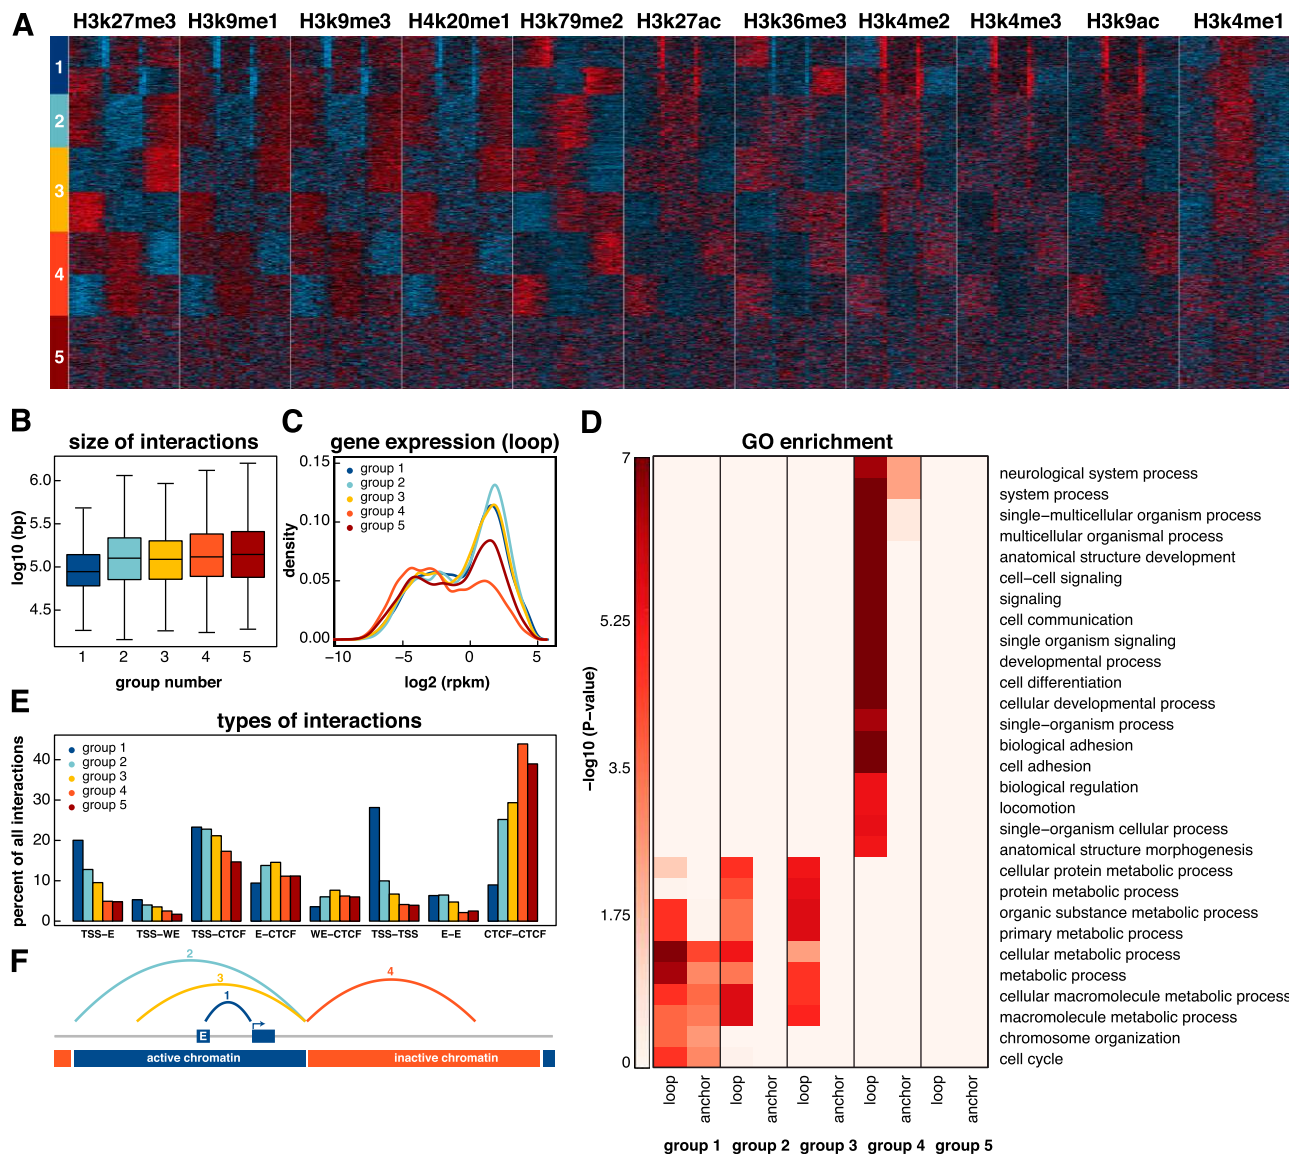 A
H3k27me3 H3k9me1 H3k9me3 H4k20me1 H3k79me2 H3k27ac H3k36me3 H3k4me2 H3k4me3 H3k9ac H3k4me1
1
2
3
4
5
B
size of interactions
log10 (bp)
6.0
5.5
5.0
4.5
1 2 3 4 5
group number
C
gene expression (loop)
density
0.15
0.10
0.05
0.00
group 1
group 2
group 3
group 4
group 5
−10 −5 0 5
log2 (rpkm)
D
GO enrichment
−log10 (P−value)
7
5.25
3.5
1.75
0
neurological system process
system process
single−multicellular organism process
multicellular organismal process
anatomical structure development
cell−cell signaling
signaling
cell communication
single organism signaling
developmental process
cell differentiation
cellular developmental process
single−organism process
biological adhesion
cell adhesion
biological regulation
locomotion
single−organism cellular process
anatomical structure morphogenesis
cellular protein metabolic process
protein metabolic process
organic substance metabolic process
primary metabolic process
cellular metabolic process
metabolic process
cellular macromolecule metabolic process
macromolecule metabolic process
chromosome organization
cell cycle
loop anchor loop anchor loop anchor loop anchor loop anchor
group 1 group 2 group 3 group 4 group 5
E
types of interactions
percent of all interactions
40
30
20
10
0
group 1
group 2
group 3
group 4
group 5
TSS−E TSS−WE TSS−CTCF E−CTCF WE−CTCF TSS−TSS E−E CTCF−CTCF
F
2
3
1
4
E
active chromatin inactive chromatin